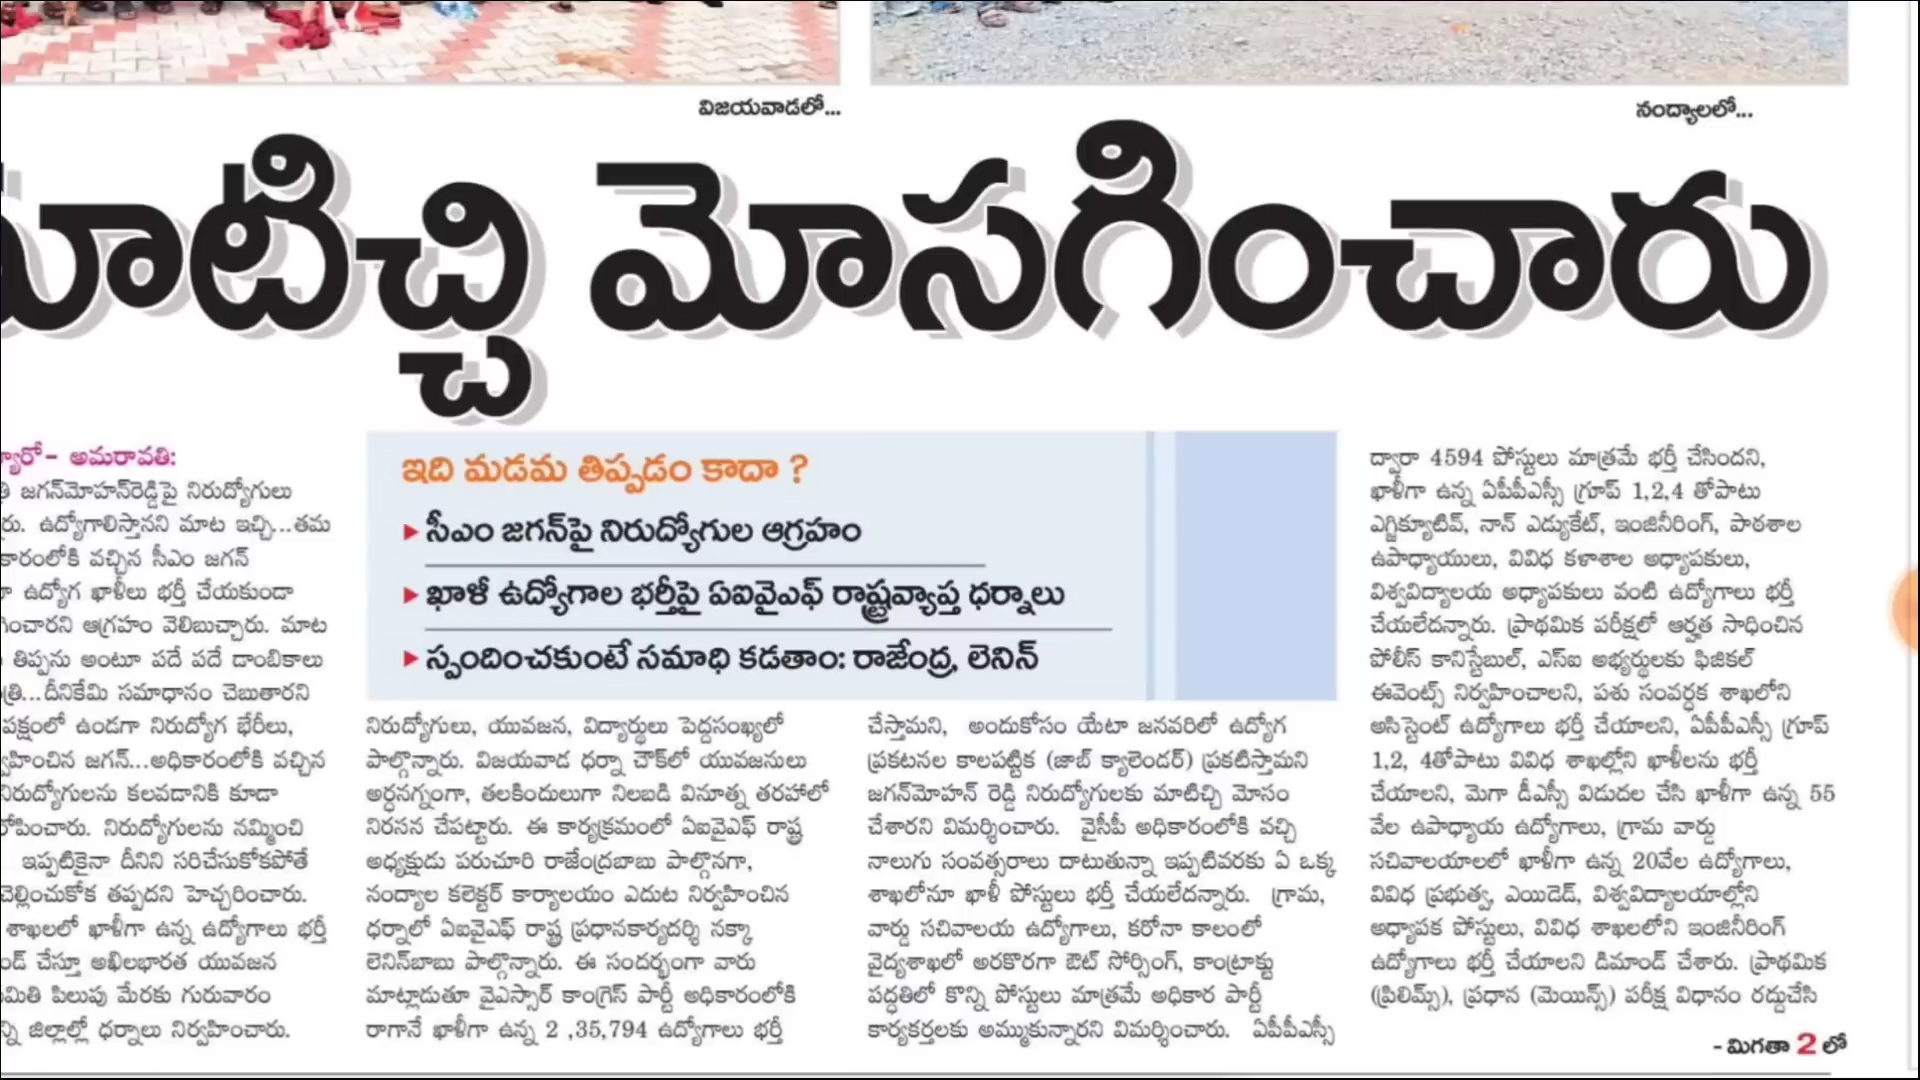 విజయవాడలో...
నంద్యాలలో...
మోసగించారు
అమరావతి:
జగన్‌మోహన్‌రెడ్డిపై నిరుద్యోగులు
ఉద్యోగాలిస్తానని మాట ఇచ్చి...తమ
వచ్చిన సీఎం జగన్
ఉద్యోగ ఖాళీలు భర్తీ చేయకుండా
ఆగ్రహం వెలిబుచ్చారు. మాట
తిప్పను అంటూ పదే పదే డాంబికాలు
...దీనికేమి సమాధానం చెబుతారని
ఉండగా నిరుద్యోగ భేరీలు,
జగన్...అధికారంలోకి వచ్చిన
నిరుద్యోగులను కలవడానికి కూడా
నిరుద్యోగులను నమ్మించి
ఇప్పటికైనా దీనిని సరిచేసుకోకపోతే
చెల్లించుకోక తప్పదని హెచ్చరించారు.
శాఖలలో ఖాళీగా ఉన్న ఉద్యోగాలు భర్తీ
చేస్తూ అఖిలభారత యువజన
పిలుపు మేరకు గురువారం
జిల్లాల్లో ధర్నాలు నిర్వహించారు.
ఇది మడమ తిప్పడం కాదా ?
సీఎం జగన్‌పై నిరుద్యోగుల ఆగ్రహం
ఖాళీ ఉద్యోగాల భర్తీపై ఏఐవైఎఫ్ రాష్ట్రవ్యాప్త ధర్నాలు
స్పందించకుంటే సమాధి కడతాం: రాజేంద్ర, లెనిన్
నిరుద్యోగులు, యువజన, విద్యార్థులు పెద్దసంఖ్యలో
పాల్గొన్నారు. విజయవాడ ధర్నా చౌక్‌లో యువజనులు
అర్ధనగ్నంగా, తలకిందులుగా నిలబడి వినూత్న తరహాలో
నిరసన చేపట్టారు. ఈ కార్యక్రమంలో ఏఐవైఎఫ్ రాష్ట్ర
అధ్యక్షుడు పరుచూరి రాజేంద్రబాబు పాల్గొనగా,
నంద్యాల కలెక్టర్ కార్యాలయం ఎదుట నిర్వహించిన
ధర్నాలో ఏఐవైఎఫ్ రాష్ట్ర ప్రధానకార్యదర్శి నక్కా
లెనిన్‌బాబు పాల్గొన్నారు. ఈ సందర్భంగా వారు
మాట్లాడుతూ వైఎస్సార్ కాంగ్రెస్ పార్టీ అధికారంలోకి
రాగానే ఖాళీగా ఉన్న 2 ,35,794 ఉద్యోగాలు భర్తీ
చేస్తామని, అందుకోసం యేటా జనవరిలో ఉద్యోగ
ప్రకటనల కాలపట్టిక (జాబ్ క్యాలెండర్) ప్రకటిస్తామని
జగన్‌మోహన్ రెడ్డి నిరుద్యోగులకు మాటిచ్చి మోసం
చేశారని విమర్శించారు. వైసీపీ అధికారంలోకి వచ్చి
నాలుగు సంవత్సరాలు దాటుతున్నా ఇప్పటివరకు ఏ ఒక్క
శాఖలోనూ ఖాళీ పోస్టులు భర్తీ చేయలేదన్నారు. గ్రామ,
వార్డు సచివాలయ ఉద్యోగాలు, కరోనా కాలంలో
వైద్యశాఖలో అరకొరగా ఔట్ సోర్సింగ్, కాంట్రాక్టు
పద్ధతిలో కొన్ని పోస్టులు మాత్రమే అధికార పార్టీ
కార్యకర్తలకు అమ్ముకున్నారని విమర్శించారు. ఏపీపీఎస్సీ
ద్వారా 4594 పోస్టులు మాత్రమే భర్తీ చేసిందని,
ఖాళీగా ఉన్న ఏపీపీఎస్సీ గ్రూప్ 1,2,4 తోపాటు
ఎగ్జిక్యూటివ్, నాన్ ఎడ్యుకేట్, ఇంజినీరింగ్, పాఠశాల
ఉపాధ్యాయులు, వివిధ కళాశాల అధ్యాపకులు,
విశ్వవిద్యాలయ అధ్యాపకులు వంటి ఉద్యోగాలు భర్తీ
చేయలేదన్నారు. ప్రాథమిక పరీక్షలో ఆర్హత సాధించిన
పోలీస్ కానిస్టేబుల్, ఎస్ఐ అభ్యర్థులకు ఫిజికల్
ఈవెంట్స్ నిర్వహించాలని, పశు సంవర్ధక శాఖలోని
అసిస్టెంట్ ఉద్యోగాలు భర్తీ చేయాలని, ఏపీపీఎస్సీ గ్రూప్
1,2, 4తోపాటు వివిధ శాఖల్లోని ఖాళీలను భర్తీ
చేయాలని, మెగా డీఎస్సీ విడుదల చేసి ఖాళీగా ఉన్న 55
వేల ఉపాధ్యాయ ఉద్యోగాలు, గ్రామ వార్డు
సచివాలయాలలో ఖాళీగా ఉన్న 20వేల ఉద్యోగాలు,
వివిధ ప్రభుత్వ, ఎయిడెడ్, విశ్వవిద్యాలయాల్లోని
అధ్యాపక పోస్టులు, వివిధ శాఖలలోని ఇంజినీరింగ్
ఉద్యోగాలు భర్తీ చేయాలని డిమాండ్ చేశారు. ప్రాథమిక
(ప్రిలిమ్స్), ప్రధాన (మెయిన్స్) పరీక్ష విధానం రద్దుచేసి
- మిగతా 2 లో